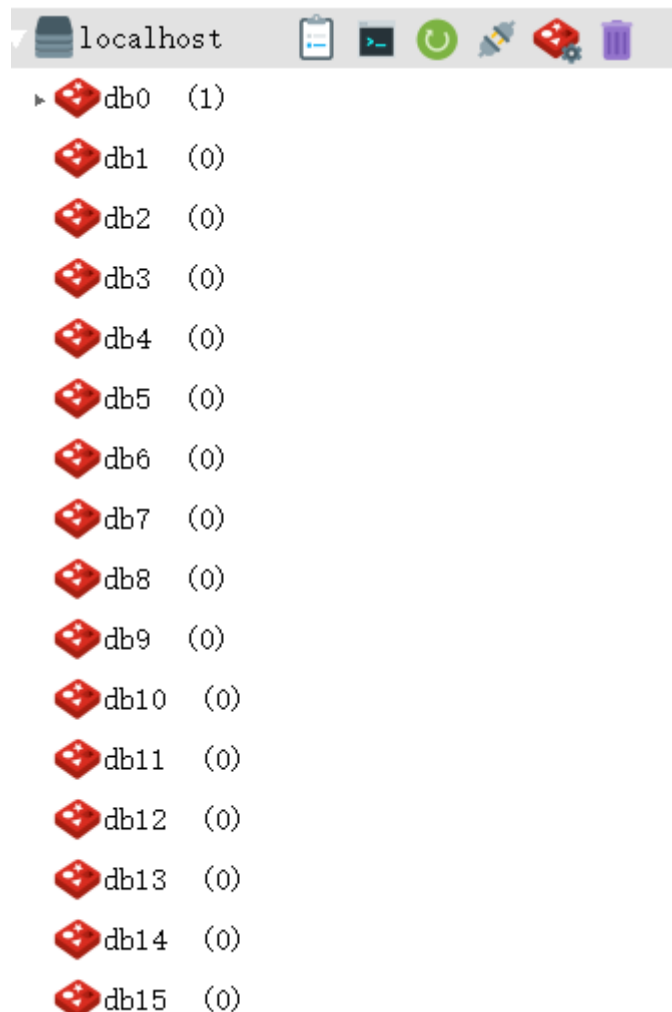 localhost
db0 (1)
db1 (0)
db2 (0)
db3 (0)
db4 (0)
db5 (0)
db6 (0)
db7 (0)
db8 (0)
db9 (0)
db10 (0)
db11 (0)
db12 (0)
db13 (0)
db14 (0)
db15 (0)